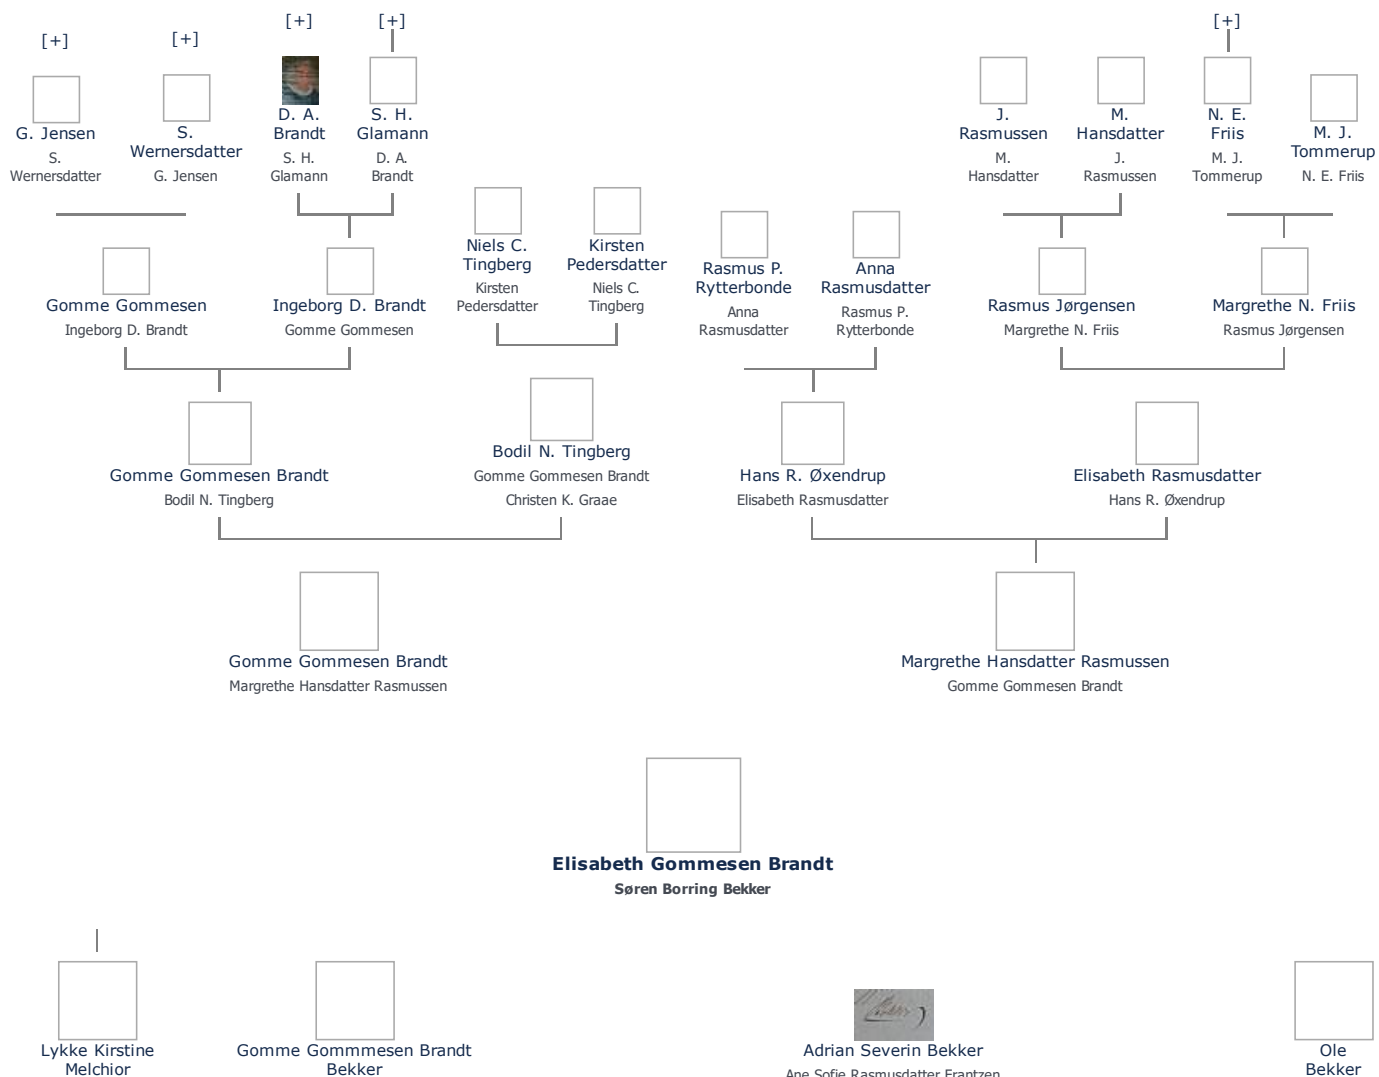 [+]
[+]
[+]
[+]
[+]
G. Jensen
S.
Wernersdatter
S.
Wernersdatter
G. Jensen
D. A.
Brandt
S. H.
Glamann
S. H.
Glamann
D. A.
Brandt
J.
Rasmussen
M.
Hansdatter
M.
Hansdatter
J.
Rasmussen
N. E.
Friis
M. J.
Tommerup
M. J.
Tommerup
N. E. Friis
Gomme Gommesen
Ingeborg D. Brandt
Ingeborg D. Brandt
Gomme Gommesen
Niels C.
Tingberg
Kirsten
Pedersdatter
Kirsten
Pedersdatter
Niels C.
Tingberg
Rasmus P.
Rytterbonde
Anna
Rasmusdatter
Anna
Rasmusdatter
Rasmus P.
Rytterbonde
Rasmus Jørgensen
Margrethe N. Friis
Margrethe N. Friis
Rasmus Jørgensen
Gomme Gommesen Brandt
Bodil N. Tingberg
Bodil N. Tingberg
Gomme Gommesen Brandt
Christen K. Graae
Hans R. Øxendrup
Elisabeth Rasmusdatter
Elisabeth Rasmusdatter
Hans R. Øxendrup
Gomme Gommesen Brandt
Margrethe Hansdatter Rasmussen
Margrethe Hansdatter Rasmussen
Gomme Gommesen Brandt
Elisabeth Gommesen Brandt
Søren Borring Bekker
Lykke Kirstine
Melchior
Gomme Gommmesen Brandt
Bekker
Adrian Severin Bekker
Ane Sofie Rasmusdatter Frantzen
Ole
Bekker